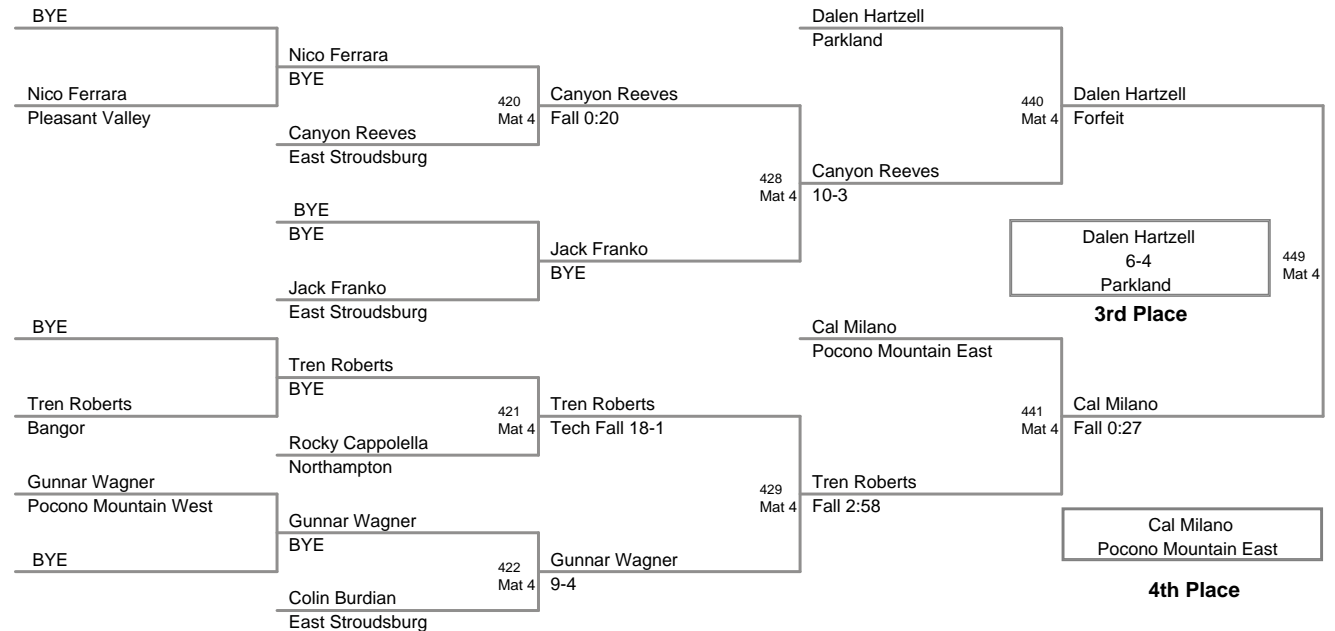 BYE
Nico Ferrara
Pleasant Valley
Nico Ferrara
BYE
420
Mat 4
Canyon Reeves
East Stroudsburg
Canyon Reeves
Fall 0:20
BYE
BYE
Jack Franko
East Stroudsburg
Jack Franko
BYE
428
Mat 4
Canyon Reeves
10-3
Dalen Hartzell
Parkland
440
Mat 4
Dalen Hartzell
Forfeit
Dalen Hartzell
6-4
Parkland
3rd Place
449
Mat 4
BYE
Tren Roberts
Bangor
Tren Roberts
BYE
421
Mat 4
Rocky Cappolella
Northampton
Tren Roberts
Tech Fall 18-1
Gunnar Wagner
Pocono Mountain West
BYE
Gunnar Wagner
BYE
422
Mat 4
Colin Burdian
East Stroudsburg
Gunnar Wagner
9-4
429
Mat 4
Tren Roberts
Fall 2:58
Cal Milano
Pocono Mountain East
441
Mat 4
Cal Milano
Fall 0:27
Cal Milano
Pocono Mountain East
4th Place